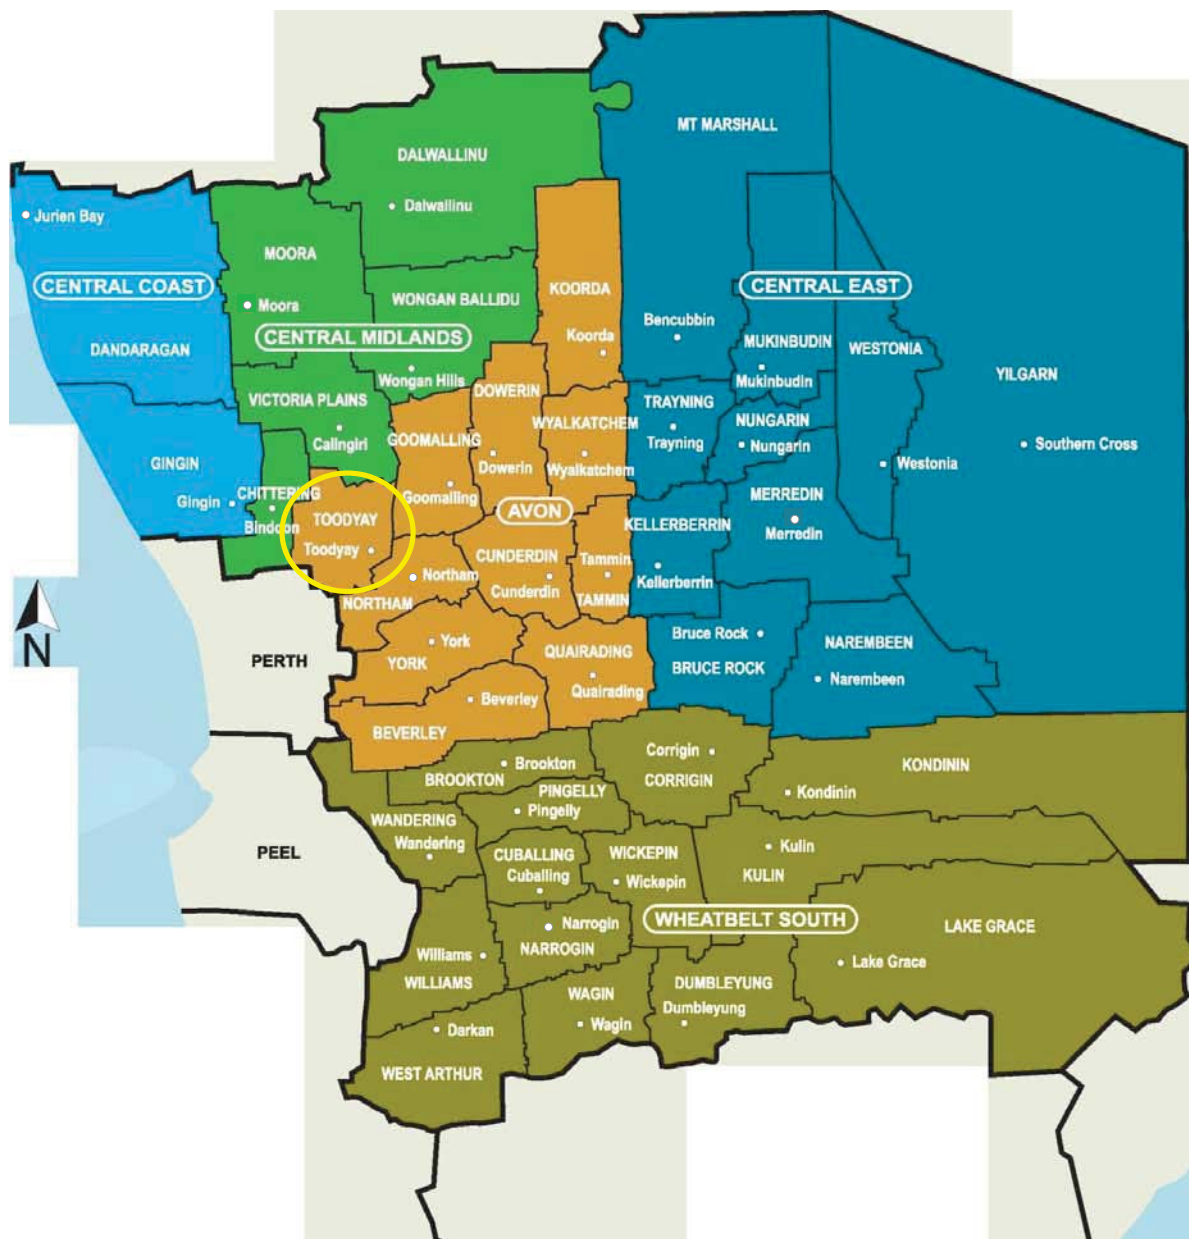 MT MARSHALL
DALWALLINU
Dalwallinu
Jurien Bay
MOORA
CENTRAL COAST
KOORDA
CENTRAL EAST
WONGAN BALLIDU
Moora
Bencubbin
CENTRAL MIDLANDS
Koorda
MUKINBUDIN
WESTONIA
DANDARAGAN
YILGARN
Wongan Hills
Mukinbudin
DOWERIN
VICTORIA PLAINS
TRAYNING
NUNGARIN
WYALKATCHEM
Calingiri
GOOMALLING
Trayning
Nungarin
Southern Cross
GINGIN
Dowerin
Wyalkatchem
Westonia
CHITTERING
Goomalling
MERREDIN
Gingin
AVON
TOODYAY
Bindoon
KELLERBERRIN
Merredin
Toodyay
CUNDERDIN
Tammin
Northam
Kellerberrin
Cunderdin
NORTHAM
TAMMIN
N
York
Bruce Rock
NAREMBEEN
QUAIRADING
PERTH
YORK
BRUCE ROCK
Narembeen
Quairading
Beverley
BEVERLEY
Corrigin
Brookton
KONDININ
BROOKTON
CORRIGIN
PINGELLY
Kondinin
Pingelly
WANDERING
Wandering
Kulin
PEEL
CUBALLING
WICKEPIN
Cuballing
Wickepin
KULIN
Narrogin
WHEATBELT SOUTH
LAKE GRACE
NARROGIN
Williams
Lake Grace
WILLIAMS
DUMBLEYUNG
WAGIN
Dumbleyung
Darkan
Wagin
WEST ARTHUR